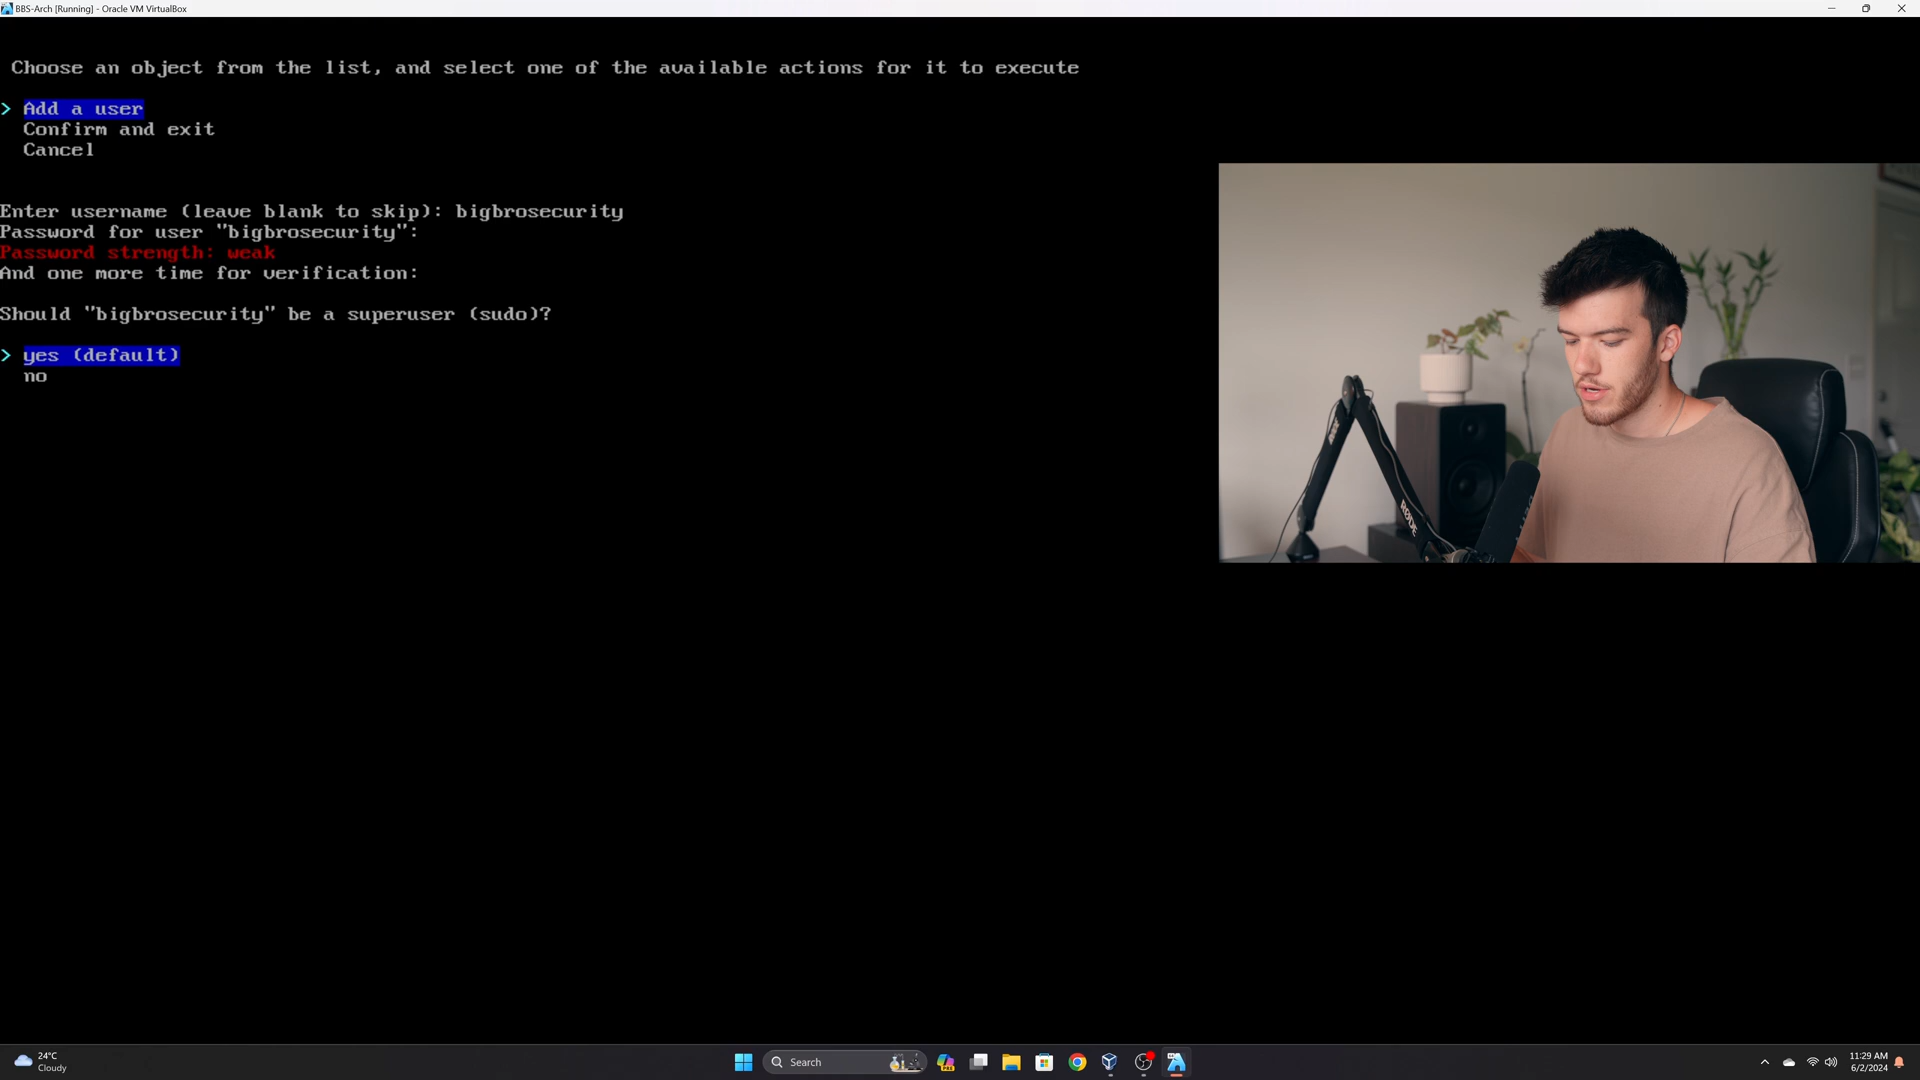 BBS-Arch [Running] - Oracle VM VirtualBox
Choose an object from the list, and select one of the available actions for it to execute
> Add a user
Confirm and exit
Cancel
Enter username (leave blank to skip): bigbrosecurity
Password for user "bigbrosecurity":
Password strength: weak
And one more time for verification:
Should "bigbrosecurity" be a superuser (sudo)?
> yes (default)
no
RØDE
24°C
Cloudy
Search
11:29 AM
6/2/2024